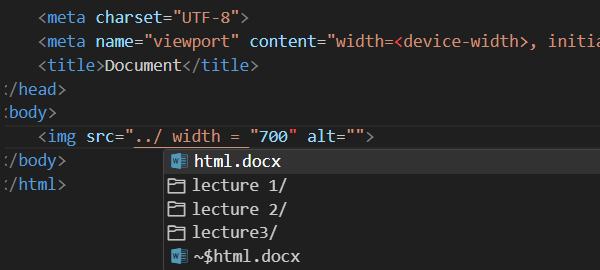 <meta charset="UTF-8">
<meta name="viewport" content="width=<device-width>, initia
<title>Document</title>
</head>
<body>
<img src="../ width = "700" alt="">
</body>
</html>
html.docx
lecture 1/
lecture 2/
lecture3/
~$html.docx